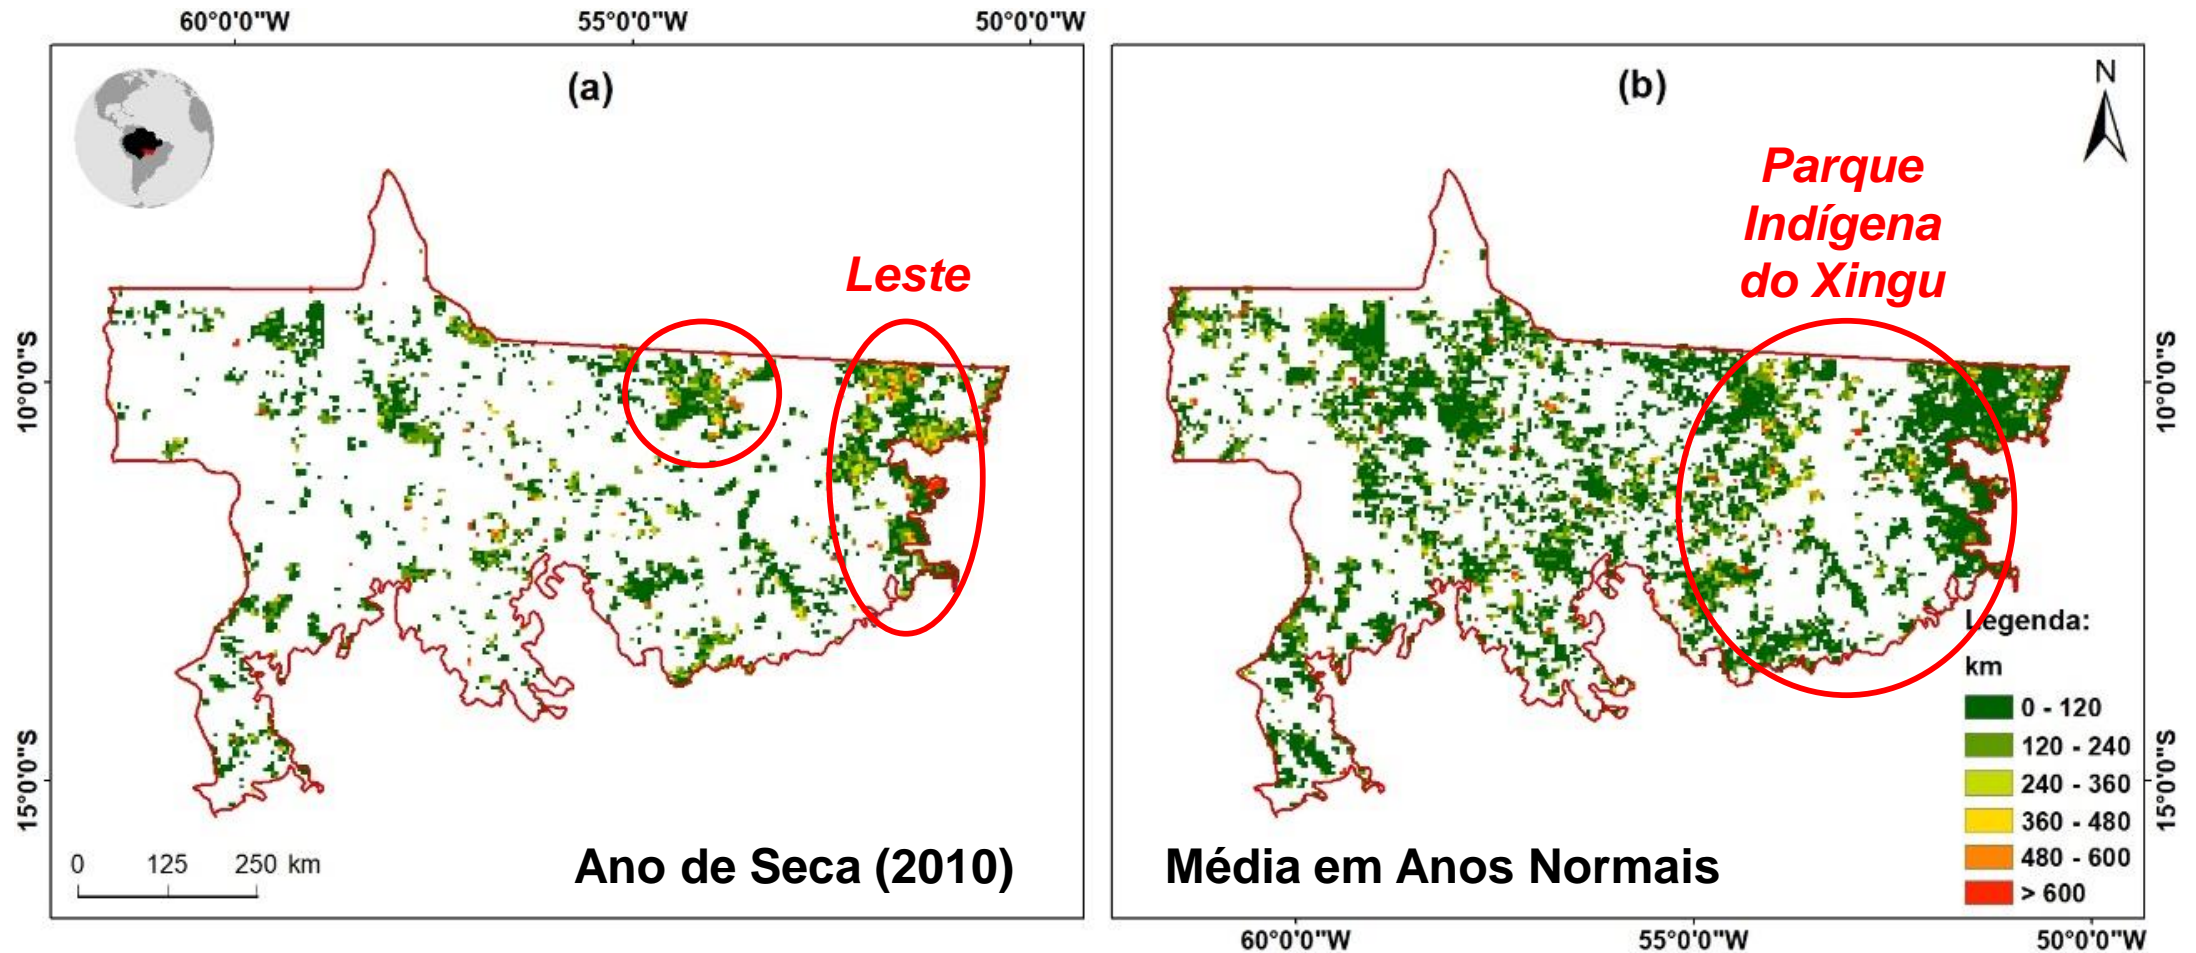 60°0'0"W 55°0'0"W 50°0'0"W
(a)
(b)
N
Leste
Parque
Indígena
do Xingu
10°0'0"S
10°0'0"S
15°0'0"S
15°0'0"S
Legenda:
km
0 - 120
120 - 240
240 - 360
360 - 480
480 - 600
> 600
0 125 250 km
Ano de Seca (2010)
Média em Anos Normais
60°0'0"W 55°0'0"W 50°0'0"W